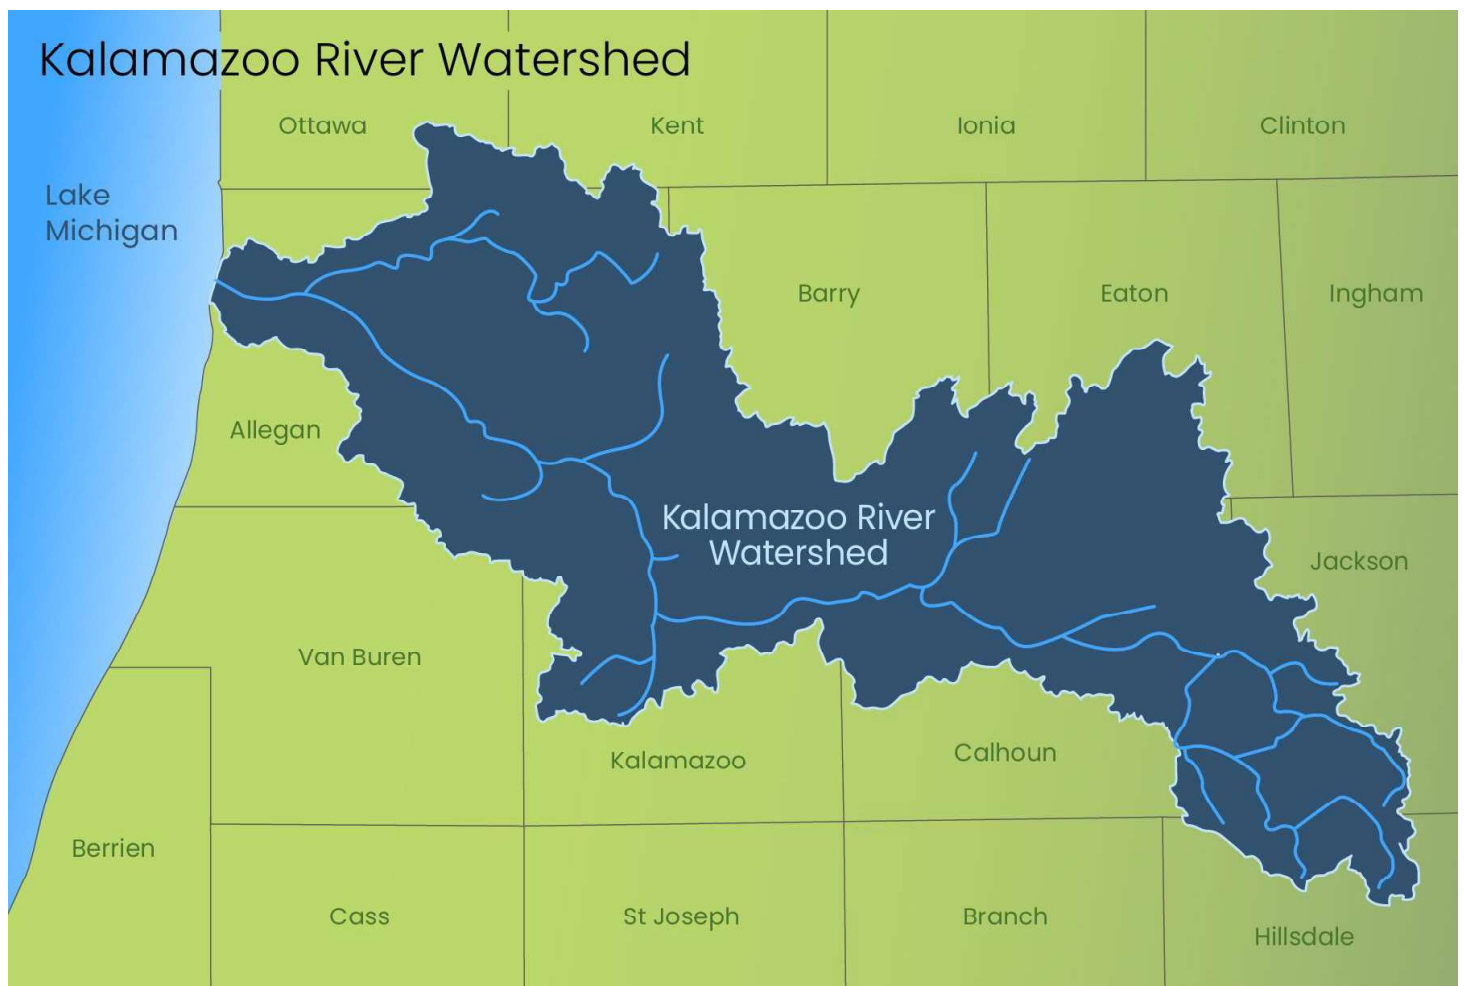 Kalamazoo River Watershed
Ottawa
Kent
Ionia
Clinton
Lake
Michigan
Barry
Eaton
Ingham
Allegan
Kalamazoo River
Watershed
Jackson
Van Buren
Kalamazoo
Calhoun
Berrien
Cass
St Joseph
Branch
Hillsdale